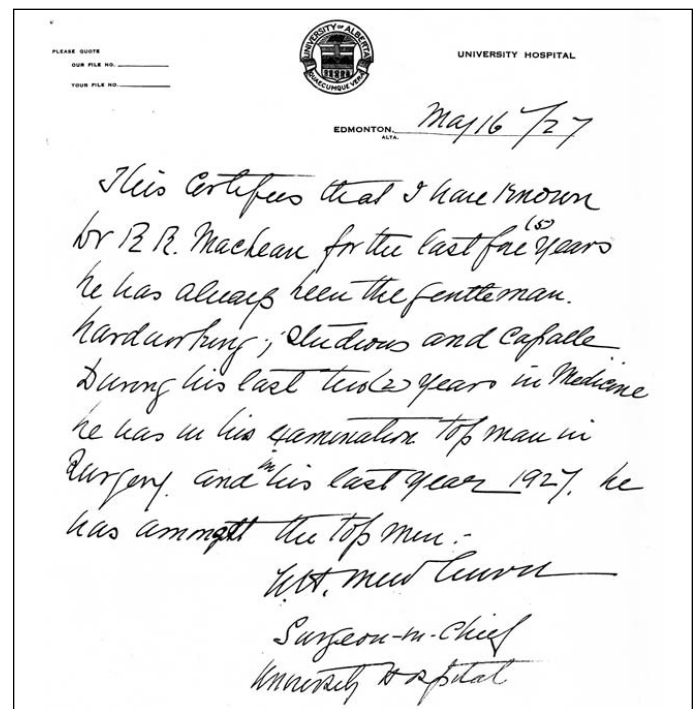 PLEASE QUOTE
OUR FILE NO.
YOUR FILE NO.
UNIVERSITY OF ALBERTA
QUAECUMQUE VERA
UNIVERSITY HOSPITAL
EDMONTON, May 16/27
ALTA.
This certifies that I have known
Dr R R. MacLean for the last five (5) years
he has always been the gentleman.
hardworking, studious and capable
During his last two (2) years in Medicine
he was in his examination top man in
Surgery and in his last year 1927. he
was amongst the top men.-
Surgeon-in-Chief
University Hospital